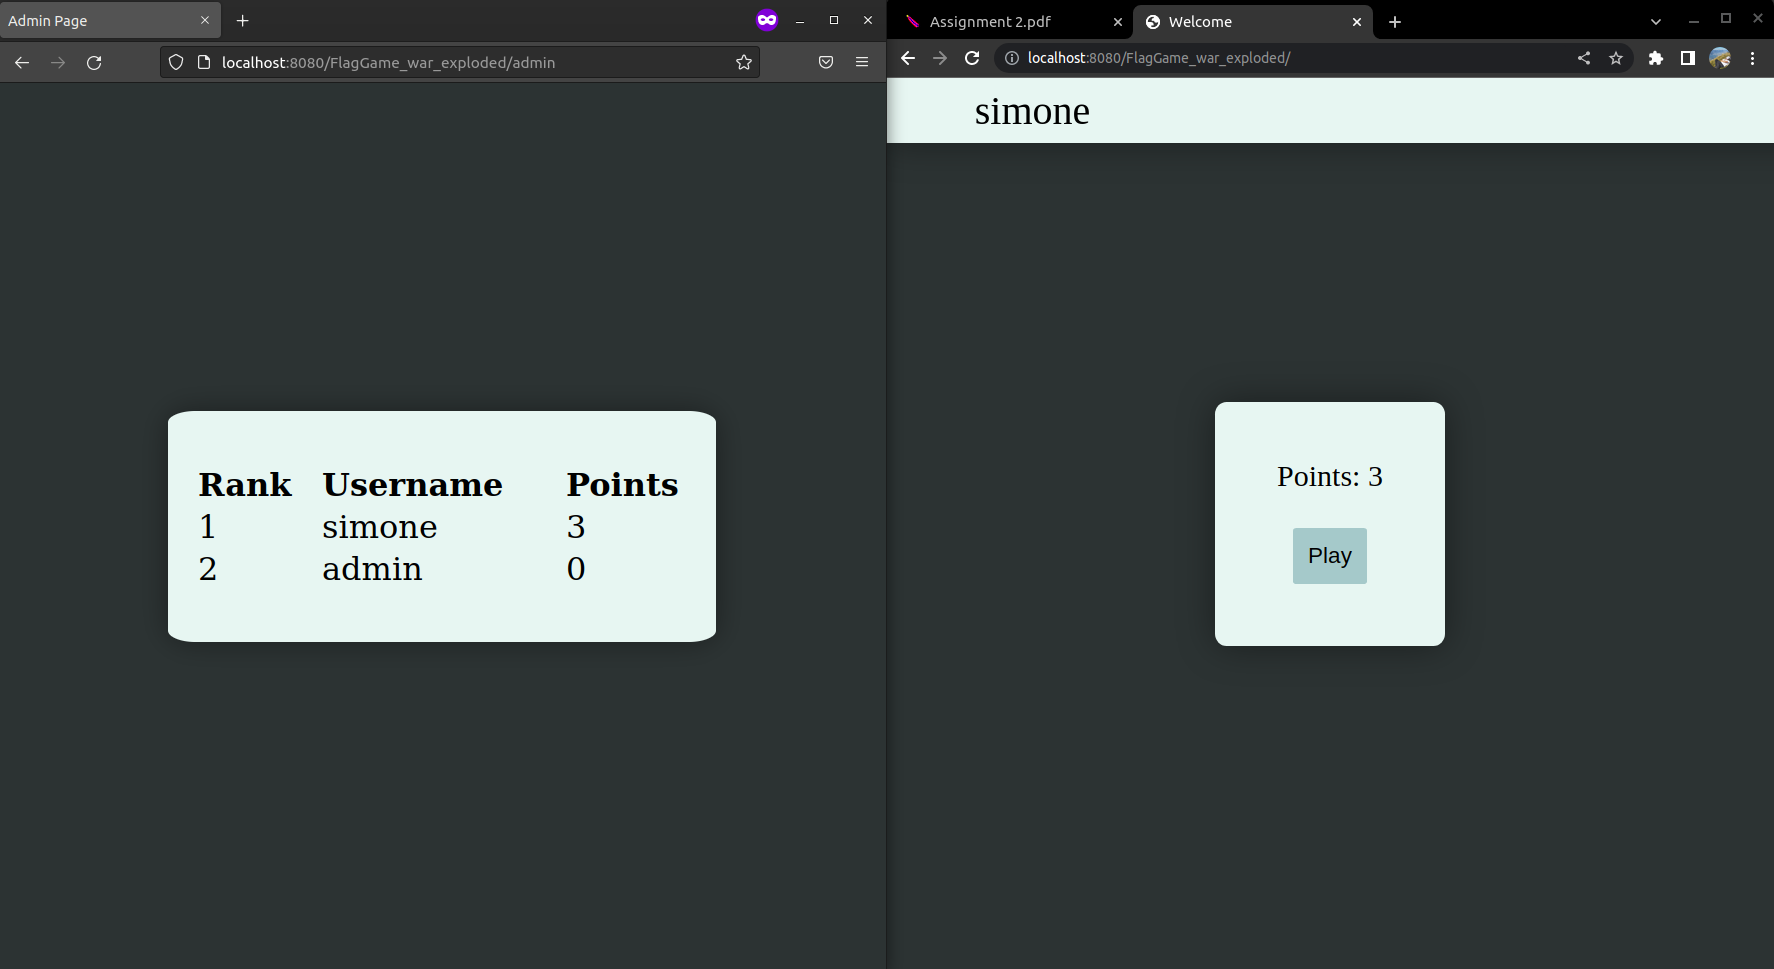 Admin Page
localhost:8080/FlagGame_war_exploded/admin
Rank Username Points
1 simone 3
2 admin 0
Assignment 2.pdf
Welcome
localhost:8080/FlagGame_war_exploded/
simone
Points: 3
Play